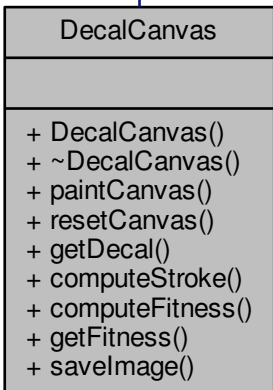 DecalCanvas
+ DecalCanvas()
+ ~DecalCanvas()
+ paintCanvas()
+ resetCanvas()
+ getDecal()
+ computeStroke()
+ computeFitness()
+ getFitness()
+ saveImage()